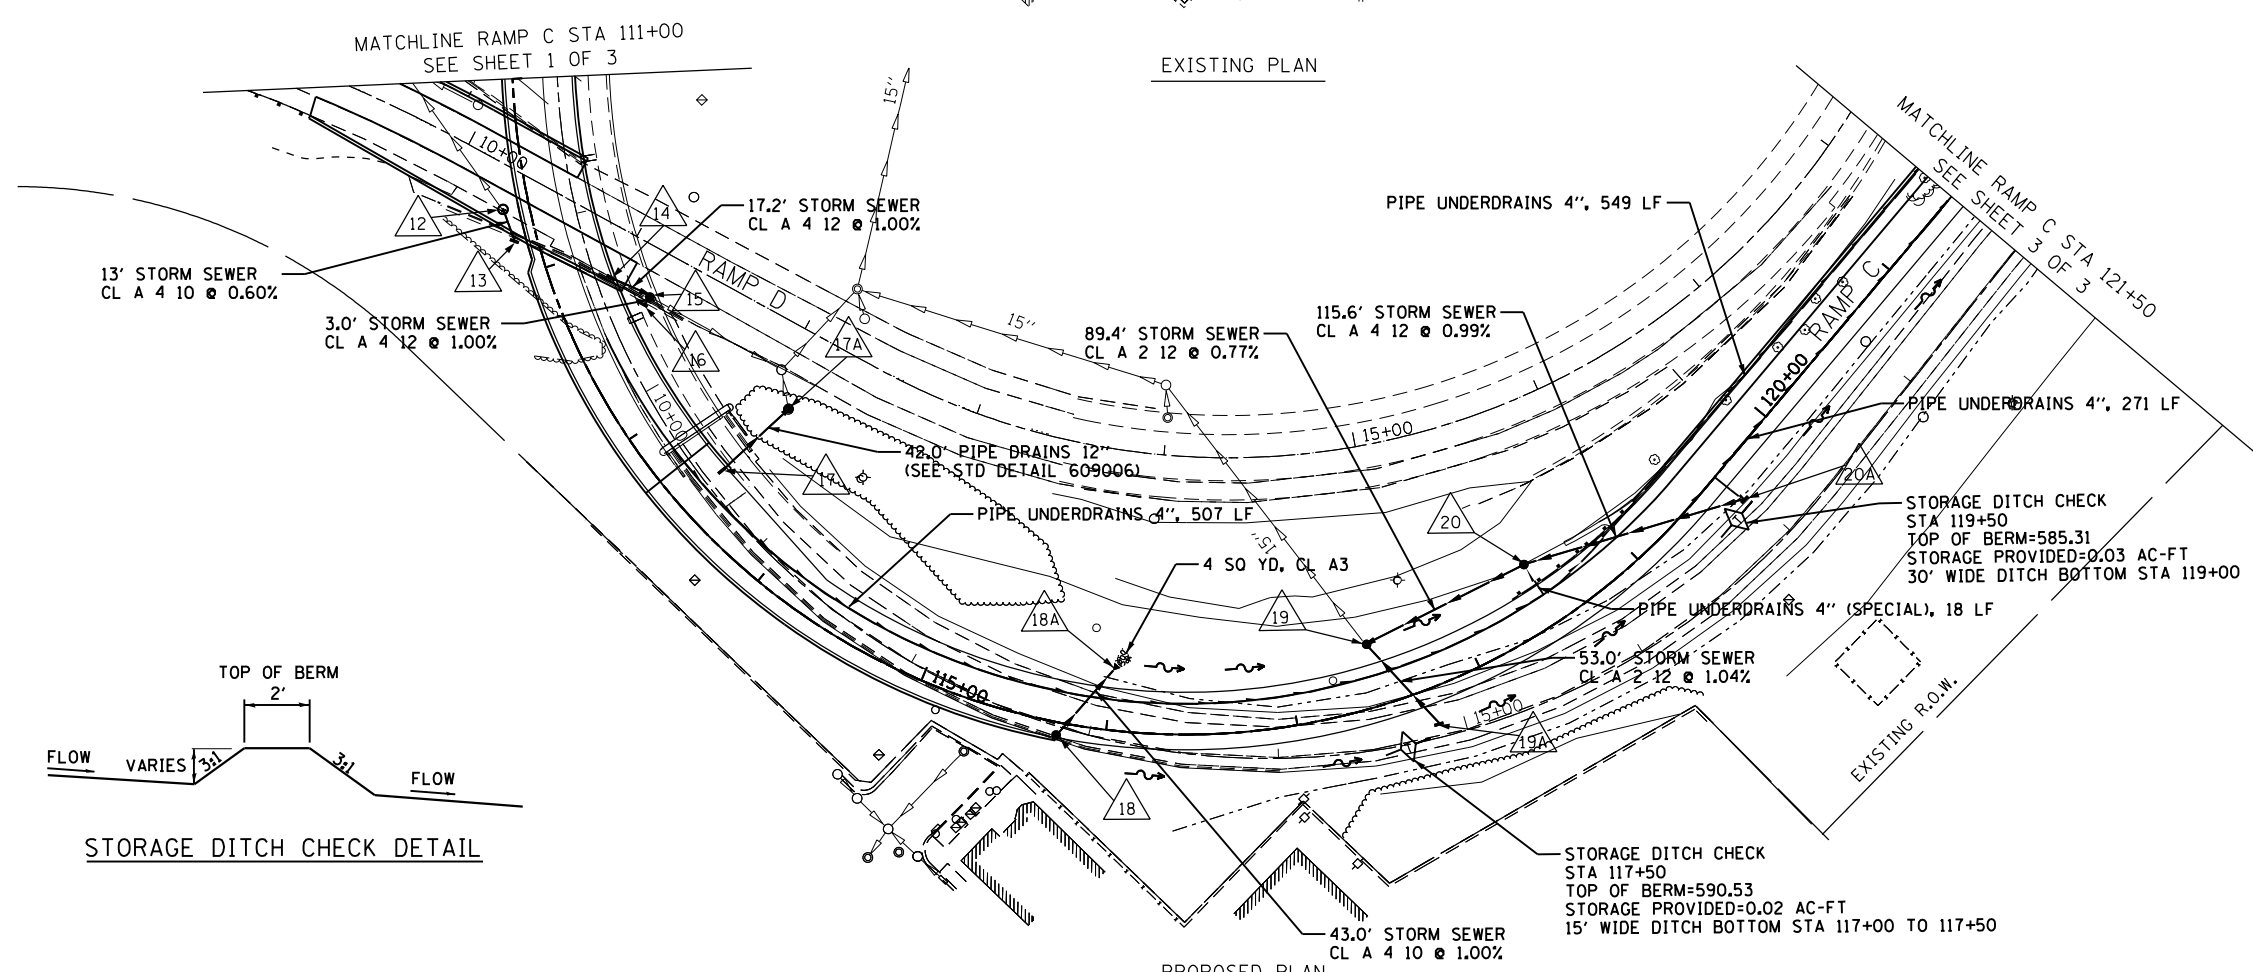 MATCHLINE RAMP C STA 111+00
SEE SHEET 1 OF 3
EXISTING PLAN
MATCHLINE RAMP C STA 121+50
SEE SHEET 3 OF 3
15"
10+00
12
13
14
15
16
17A
17.2' STORM SEWER
CL A 4 12 @ 1.00%
RAMP D
13' STORM SEWER
CL A 4 10 @ 0.60%
3.0' STORM SEWER
CL A 4 12 @ 1.00%
15"
PIPE UNDERDRAINS 4", 549 LF
RAMP C
115.6' STORM SEWER
CL A 4 12 @ 0.99%
89.4' STORM SEWER
CL A 2 12 @ 0.77%
120+00
PIPE UNDERDRAINS 4", 271 LF
10+00
15+00
42.0' PIPE DRAINS 12"
(SEE STD DETAIL 609006)
17
20A
20
PIPE UNDERDRAINS 4", 507 LF
15"
STORAGE DITCH CHECK
STA 119+50
TOP OF BERM=585.31
STORAGE PROVIDED=0.03 AC-FT
30' WIDE DITCH BOTTOM STA 119+00
4 SQ YD, CL A3
18A
19
PIPE UNDERDRAINS 4" (SPECIAL), 18 LF
53.0' STORM SEWER
CL A 2 12 @ 1.04%
115+00
15+00
19A
18
EXISTING R.O.W.
TOP OF BERM
2'
FLOW
VARIES
3:1
3:1
FLOW
STORAGE DITCH CHECK DETAIL
STORAGE DITCH CHECK
STA 117+50
TOP OF BERM=590.53
STORAGE PROVIDED=0.02 AC-FT
15' WIDE DITCH BOTTOM STA 117+00 TO 117+50
43.0' STORM SEWER
CL A 4 10 @ 1.00%
PROPOSED PLAN